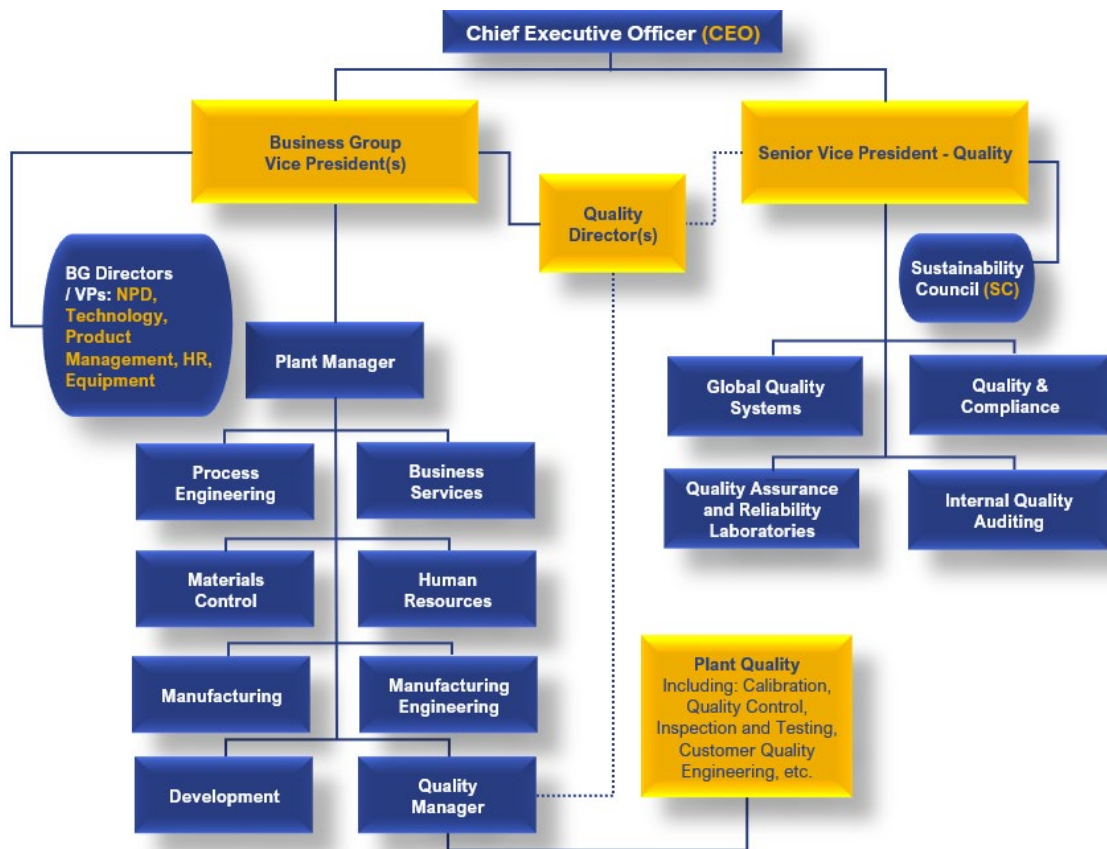 Chief Executive Officer (CEO)
Business Group
Vice President(s)
Senior Vice President - Quality
Quality
Director(s)
BG Directors
/ VPs: NPD,
Technology,
Product
Management, HR,
Equipment
Sustainability
Council (SC)
Plant Manager
Global Quality
Systems
Quality &
Compliance
Process
Engineering
Business
Services
Quality Assurance
and Reliability
Laboratories
Internal Quality
Auditing
Materials
Control
Human
Resources
Manufacturing
Manufacturing
Engineering
Plant Quality
Including: Calibration,
Quality Control,
Inspection and Testing,
Customer Quality
Engineering, etc.
Development
Quality
Manager